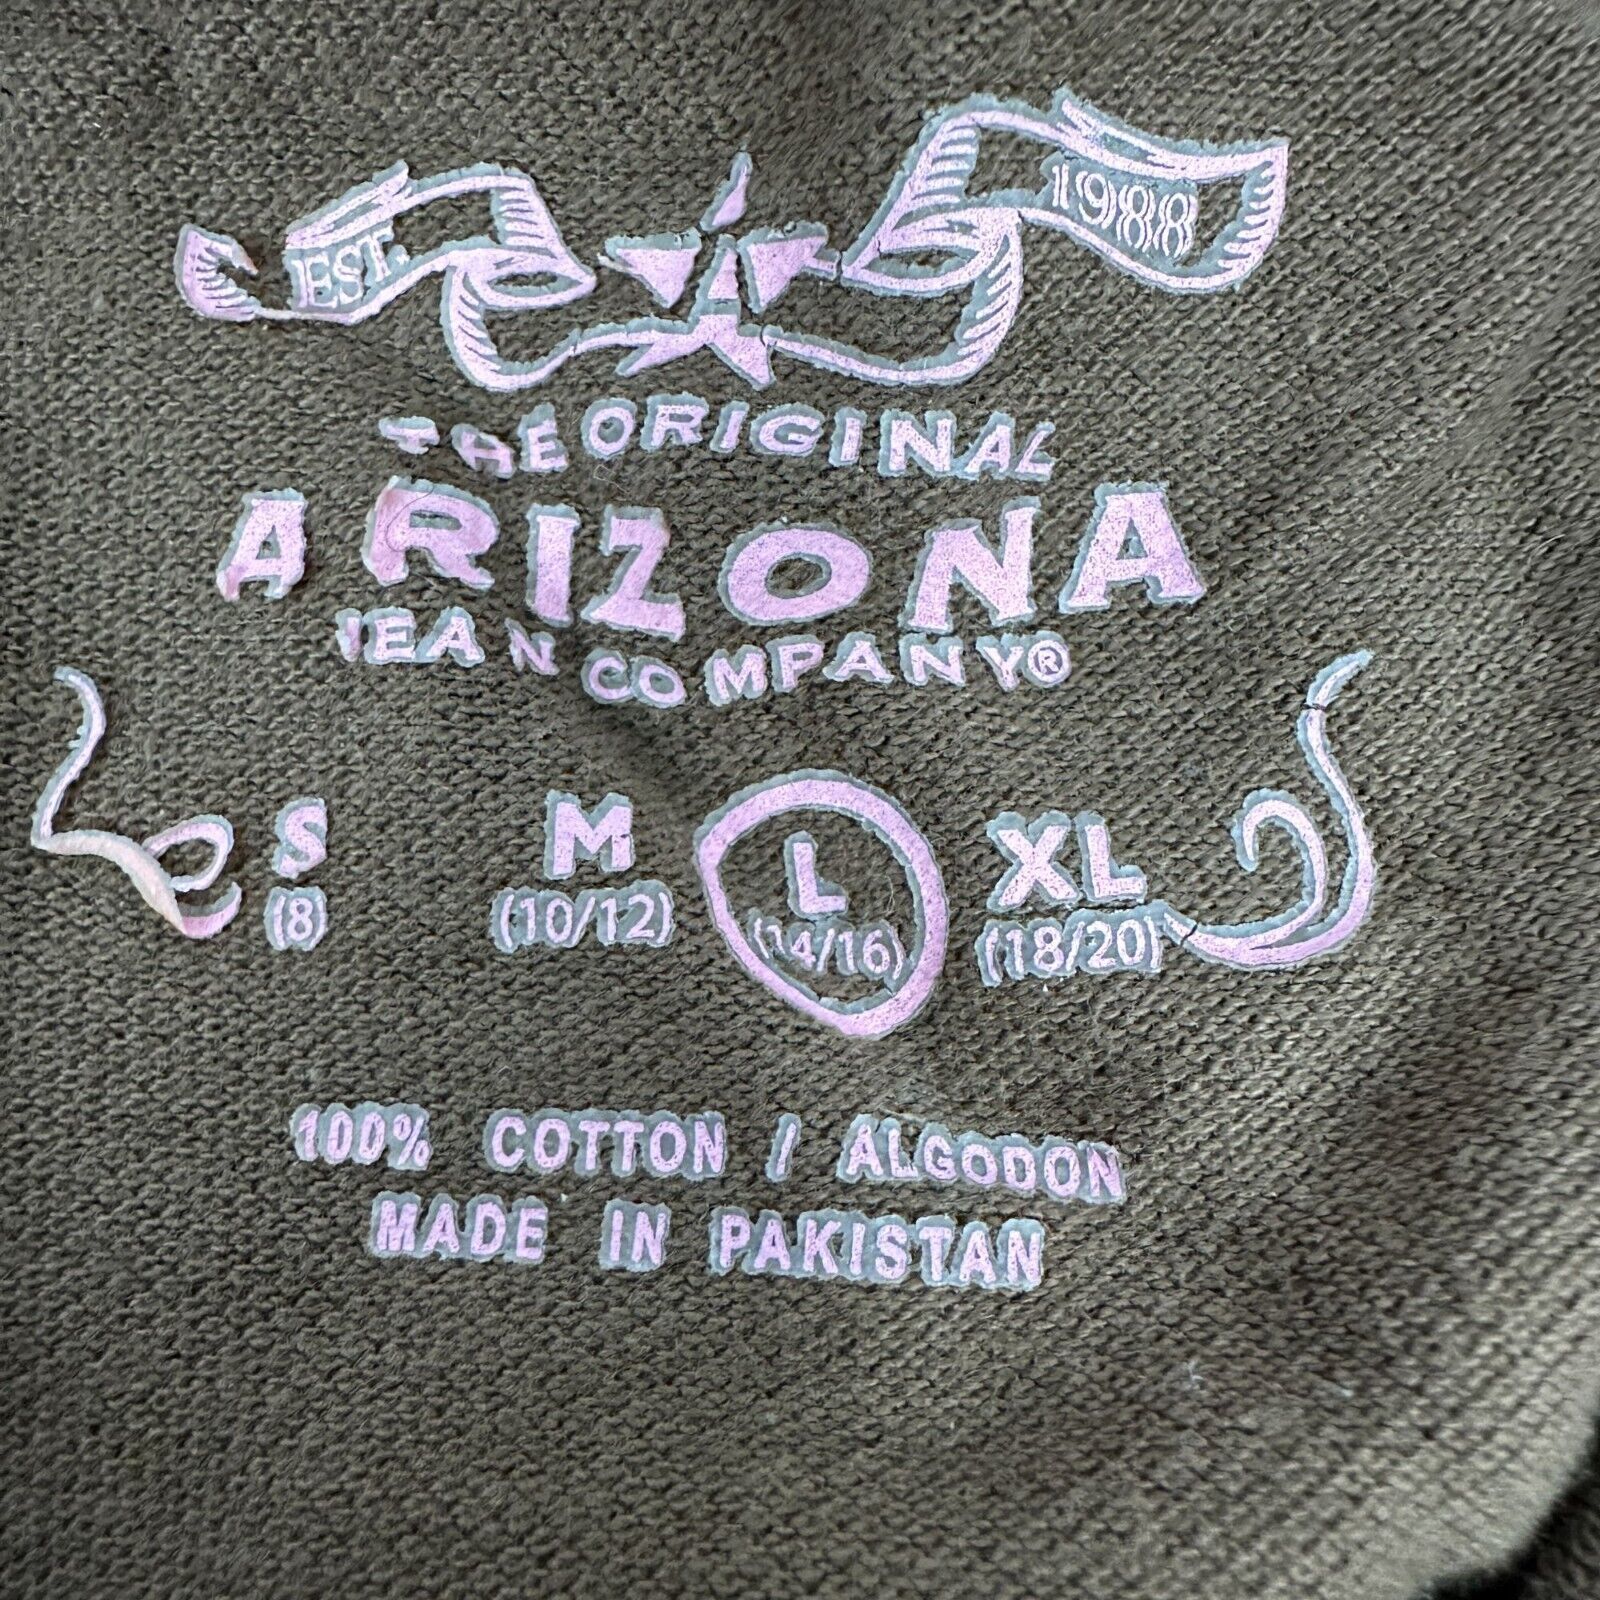 EST. 1988
THE ORIGINAL
ARIZONA
JEAN COMPANY®
S M L XL
(8) (10/12) (14/16) (18/20)
100% COTTON / ALGODON
MADE IN PAKISTAN